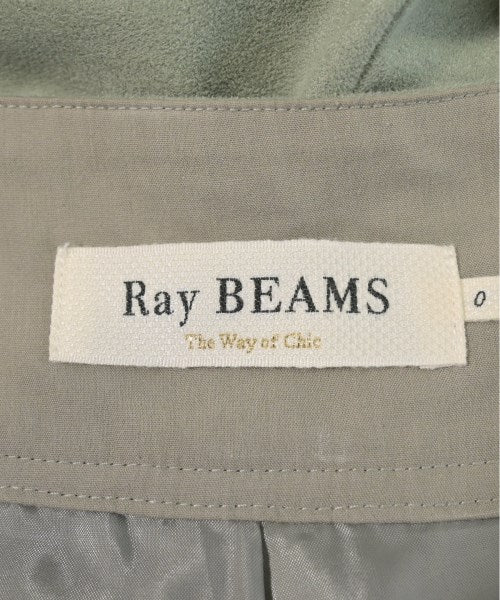 Ray BEAMS
The Way of Chic
0